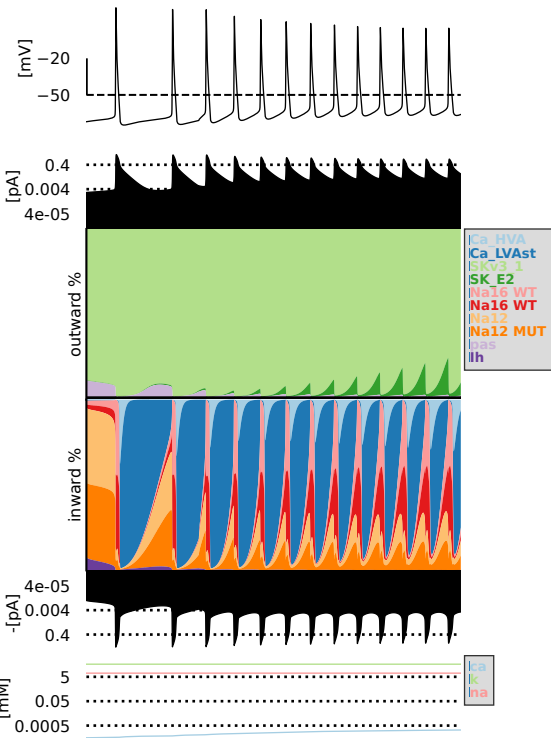 [mV]
−20
−50
[pA]
0.4
0.004
4e-05
outward %
Ca_HVA
Ca_LVAst
SKv3_1
SK_E2
Na16 WT
Na16 WT
Na12
Na12 MUT
pas
Ih
inward %
-[pA]
4e-05
0.004
0.4
[mM]
5
0.05
0.0005
ca
k
na